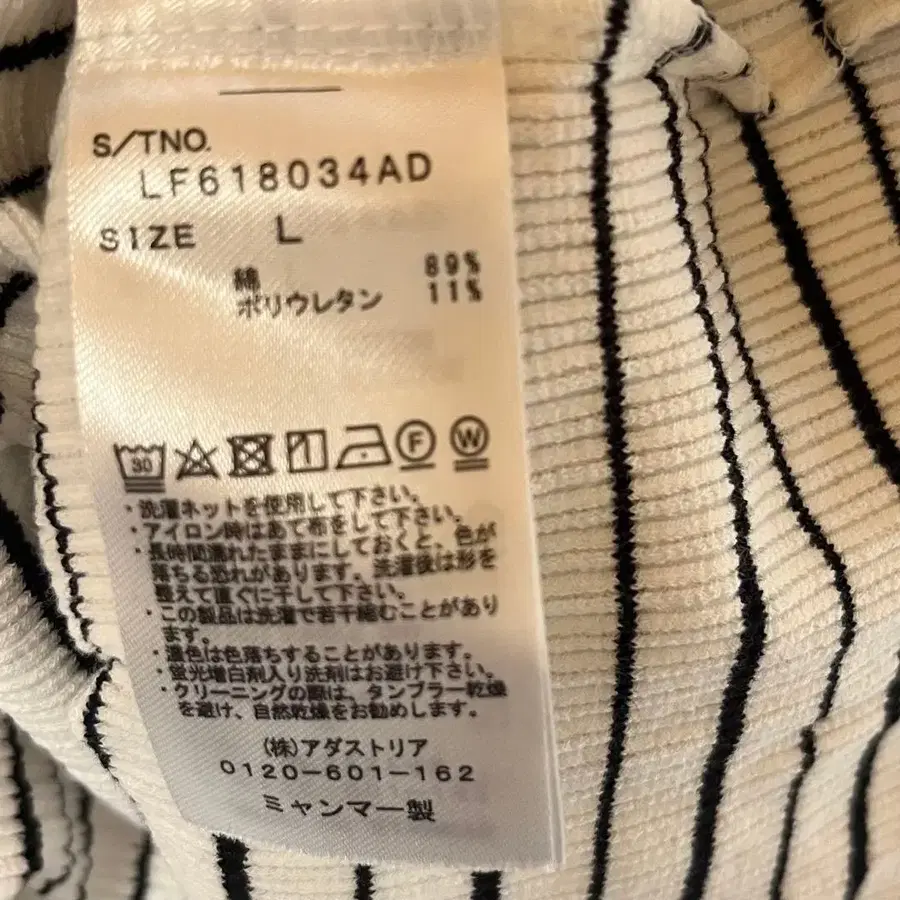 S/TNO.
LF618034AD
SIZE L
綿 89%
ポリウレタン 11%
30 F W
・洗濯ネットを使用して下さい。
・アイロン時はあて布をして下さい。
・長時間濡れたままにしておくと、色が
落ちる恐れがあります。洗濯後は形を
整えて直ぐに干して下さい。
・この製品は洗濯で若干縮むことがあり
ます。
・濃色は色落ちすることがあります。
・蛍光増白剤入り洗剤はお避け下さい。
・クリーニングの際は、タンブラー乾燥
を避け、自然乾燥をお勧めします。
(株)アダストリア
0120-601-162
ミャンマー製